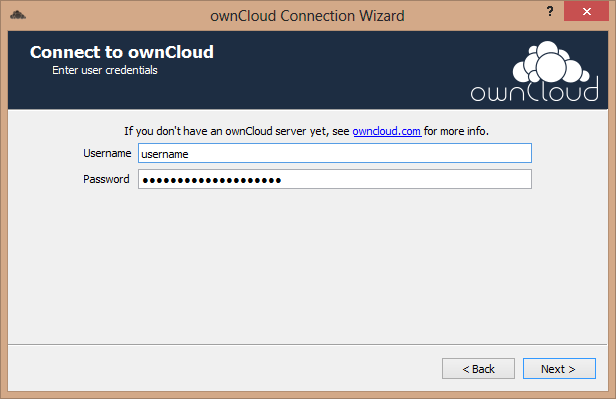 ownCloud Connection Wizard
?
Connect to ownCloud
Enter user credentials
ownCloud
If you don't have an ownCloud server yet, see owncloud.com for more info.
Username username
Password ••••••••••••••••••••
< Back Next >